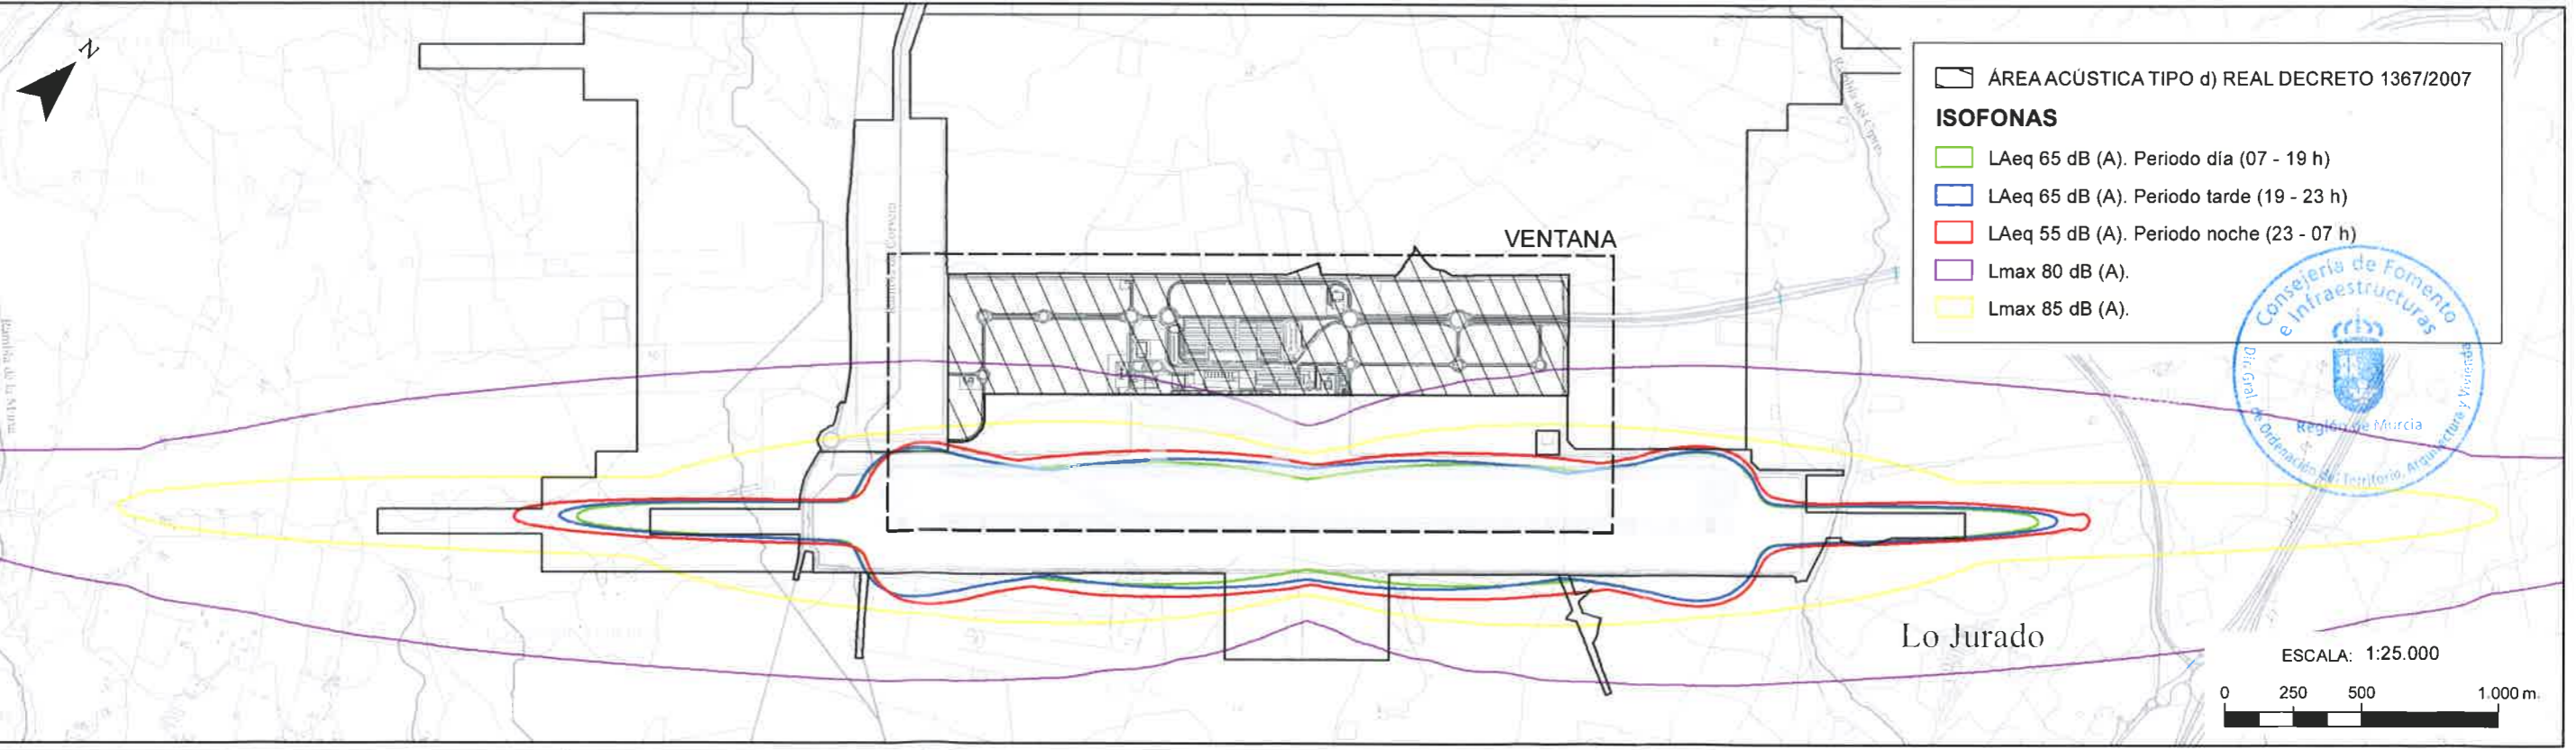 N
ÁREA ACÚSTICA TIPO d) REAL DECRETO 1367/2007
ISOFONAS
LAeq 65 dB (A). Periodo día (07 - 19 h)
LAeq 65 dB (A). Periodo tarde (19 - 23 h)
LAeq 55 dB (A). Periodo noche (23 - 07 h)
Lmax 80 dB (A).
Lmax 85 dB (A).
VENTANA
Consejería de Fomento
e Infraestructuras
Región de Murcia
Dir. Gral. de Ordenación del Territorio, Arquitectura y Vivienda
Lo Jurado
ESCALA: 1:25.000
0 250 500 1.000 m.